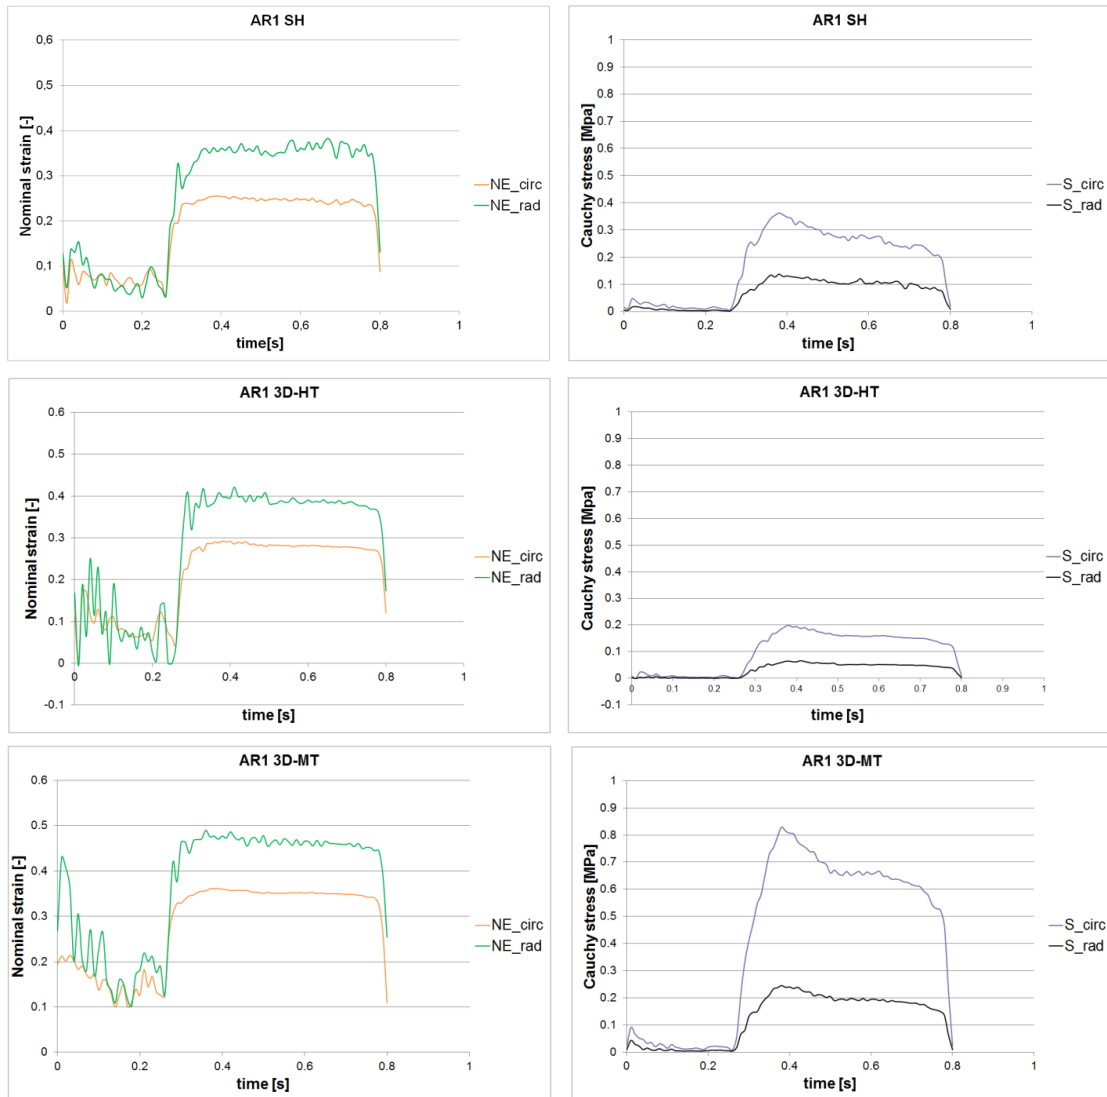 AR1 SH
0,6
0,5
0,4
0,3
0,2
0,1
0
Nominal strain [-]
0 0,2 0,4 0,6 0,8 1
time[s]
NE_circ
NE_rad
AR1 SH
1
0.9
0.8
0.7
0.6
0.5
0.4
0.3
0.2
0.1
0
Cauchy stress [Mpa]
0 0.2 0.4 0.6 0.8 1
time [s]
S_circ
S_rad
AR1 3D-HT
0.6
0.5
0.4
0.3
0.2
0.1
0
-0.1
Nominal strain [-]
0 0.2 0.4 0.6 0.8 1
time [s]
NE_circ
NE_rad
AR1 3D-HT
1
0.9
0.8
0.7
0.6
0.5
0.4
0.3
0.2
0.1
0
-0.1
Cauchy stress [Mpa]
0 0.1 0.2 0.3 0.4 0.5 0.6 0.7 0.8 0.9 1
time [s]
S_circ
S_rad
AR1 3D-MT
0.6
0.5
0.4
0.3
0.2
0.1
0
Nominal strain [-]
0 0.2 0.4 0.6 0.8 1
time [s]
NE_circ
NE_rad
AR1 3D-MT
1
0.9
0.8
0.7
0.6
0.5
0.4
0.3
0.2
0.1
0
Cauchy stress [MPa]
0 0.2 0.4 0.6 0.8 1
time [s]
S_circ
S_rad